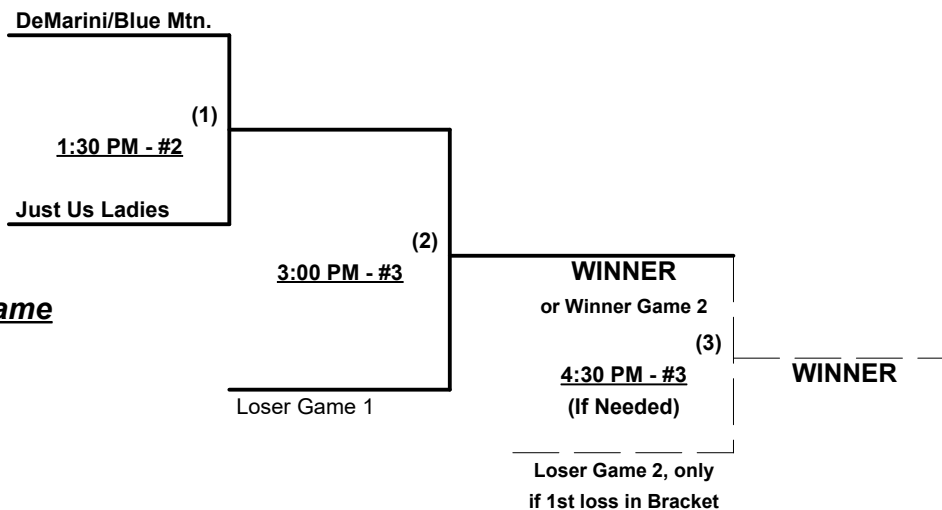 DeMarini/Blue Mtn.
(1)
1:30 PM - #2
Just Us Ladies
(2)
3:00 PM - #3
ame
Loser Game 1
WINNER
or Winner Game 2
(3)
4:30 PM - #3
(If Needed)
WINNER
Loser Game 2, only
if 1st loss in Bracket